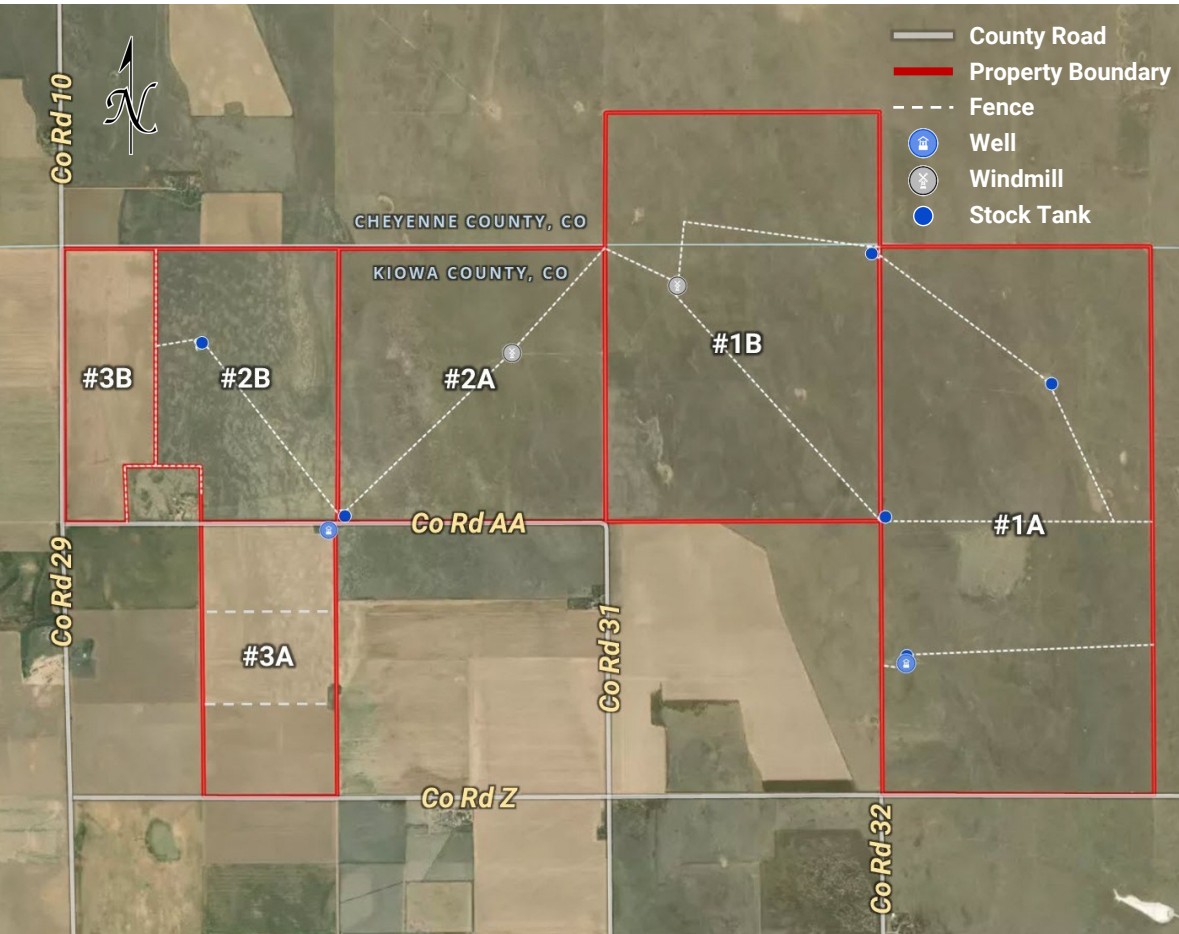 County Road
Property Boundary
Fence
Well
Windmill
Stock Tank
N
Co Rd 10
CHEYENNE COUNTY, CO
KIOWA COUNTY, CO
#3B
#2B
#2A
#1B
#1A
Co Rd AA
Co Rd 29
Co Rd 31
#3A
Co Rd Z
Co Rd 32